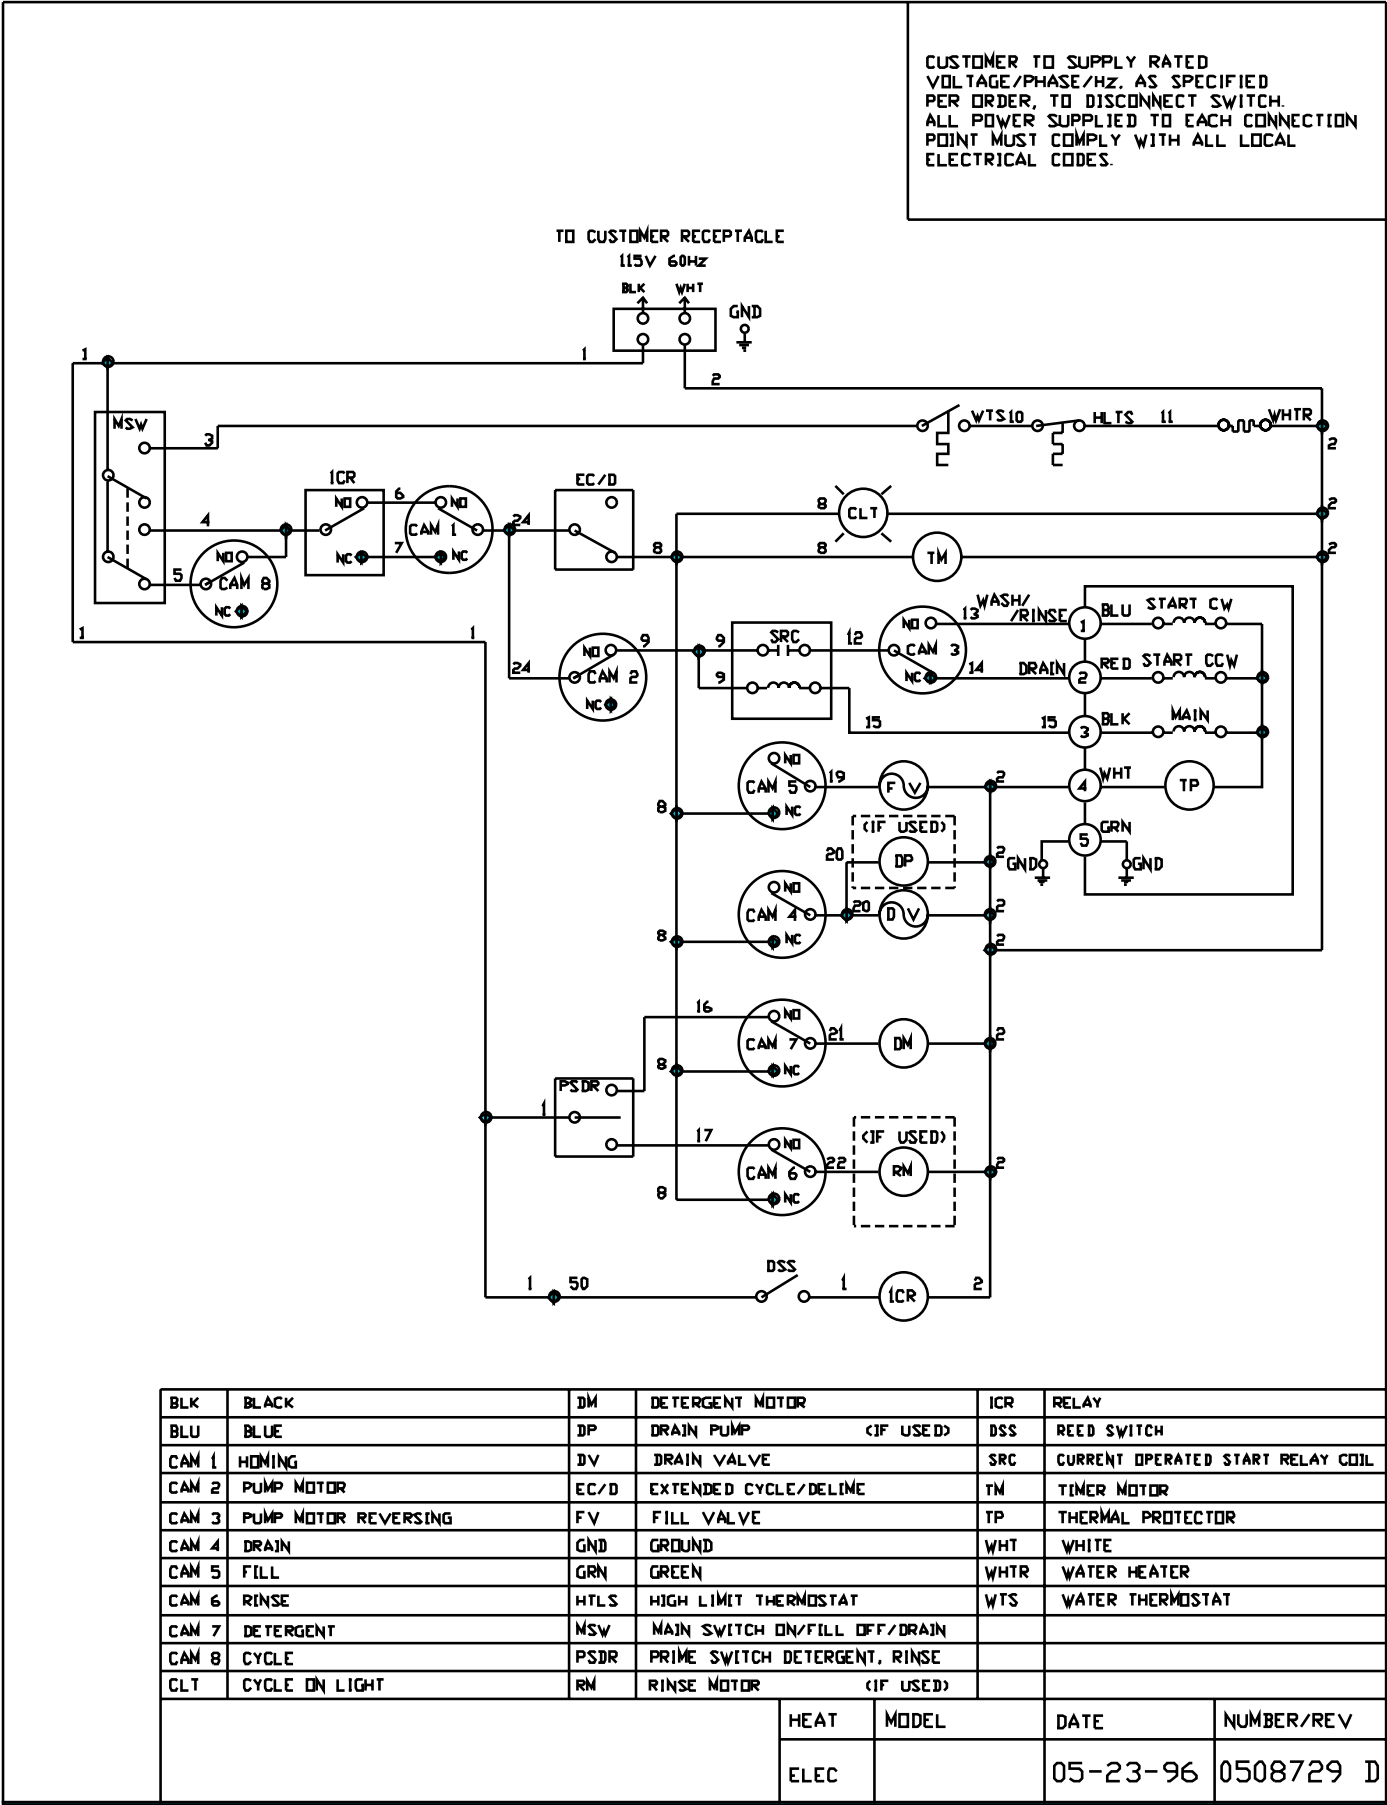 CUSTOMER TO SUPPLY RATED
VOLTAGE/PHASE/Hz, AS SPECIFIED
PER ORDER, TO DISCONNECT SWITCH.
ALL POWER SUPPLIED TO EACH CONNECTION
POINT MUST COMPLY WITH ALL LOCAL
ELECTRICAL CODES.
TO CUSTOMER RECEPTACLE
115V 60Hz
BLK WHT
GND
1 1
2
MSW
3
WTS 10 HLTS 11 WHTR
2
1CR
EC/D
NO 6 NO
8 CLT 2
4 CAM 1 24
NO NC 7 NC
8 8 TM 2
5 CAM 8
NC
WASH/
13 /RINSE 1 BLU START CW
1 1
9 9 SRC 12 NO CAM 3
NO
24 CAM 2 9 NC 14 DRAIN 2 RED START CCW
NC
15 15 3 BLK MAIN
NO
CAM 5 19 F V 2 4 WHT TP
8 NC
(IF USED)
20 DP 2 5 GRN
GND GND
NO
CAM 4 20 D V 2
8 NC
2
16 NO
CAM 7 21 DM 2
8 NC
PSDR
1
17 NO (IF USED)
CAM 6 22 RM 2
8 NC
DSS
1 50 1 1CR 2
BLK BLACK DM DETERGENT MOTOR ICR RELAY
BLU BLUE DP DRAIN PUMP (IF USED) DSS REED SWITCH
CAM 1 HOMING DV DRAIN VALVE SRC CURRENT OPERATED START RELAY COIL
CAM 2 PUMP MOTOR EC/D EXTENDED CYCLE/DELIME TM TIMER MOTOR
CAM 3 PUMP MOTOR REVERSING FV FILL VALVE TP THERMAL PROTECTOR
CAM 4 DRAIN GND GROUND WHT WHITE
CAM 5 FILL GRN GREEN WHTR WATER HEATER
CAM 6 RINSE HTLS HIGH LIMIT THERMOSTAT WTS WATER THERMOSTAT
CAM 7 DETERGENT MSW MAIN SWITCH ON/FILL OFF/DRAIN
CAM 8 CYCLE PSDR PRIME SWITCH DETERGENT, RINSE
CLT CYCLE ON LIGHT RM RINSE MOTOR (IF USED)
HEAT MODEL DATE NUMBER/REV
ELEC 05-23-96 0508729 D